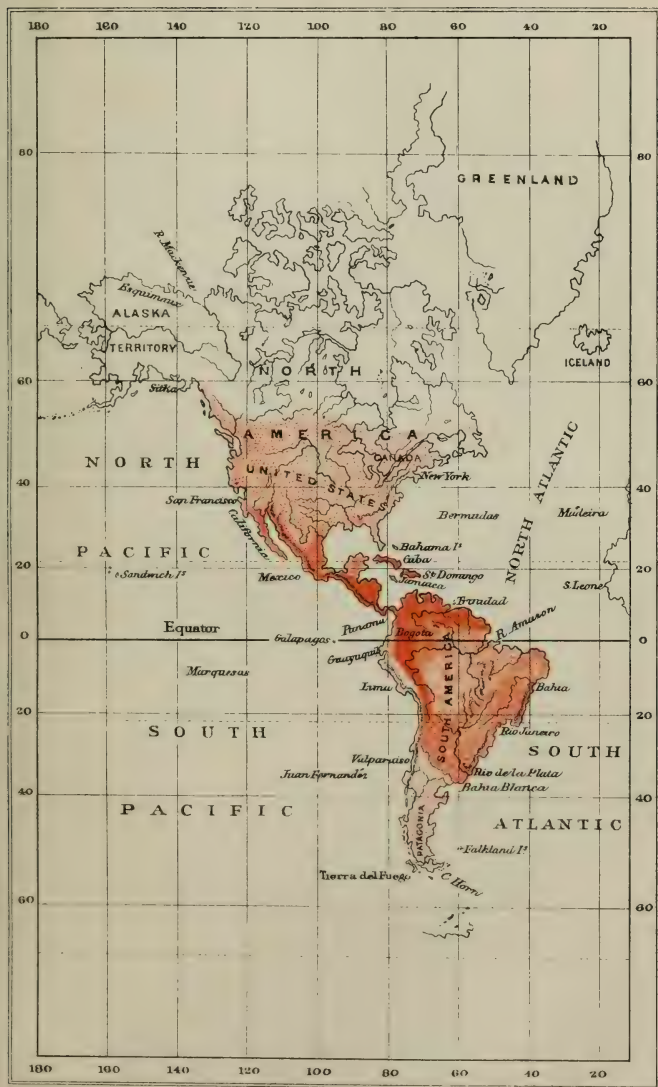 180 160 140 120 100 80 60 40 20
80 80
GREENLAND
R. Mackenzie
Esquimaux
ALASKA
TERRITORY
ICELAND
NORTH
60 60
Sitka
AMERICA
CANADA
NORTH
UNITED STATES
New York
NORTH ATLANTIC
40 40
San Francisco
Bermudas
Madeira
California
PACIFIC
Bahama Is
Cuba
20 20
Sandwich Is
Mexico
St Domingo
Jamaica
S. Leone
Trinidad
Panama
Equator
Bogota
R. Amazon
0 0
Galapagos
Guayaquil
Marquesas
Lima
SOUTH AMERICA
Bahia
20 20
SOUTH
Rio Janeiro
SOUTH
Valparaiso
Juan Fernandez
Rio de la Plata
Bahia Blanca
40 40
PACIFIC
PATAGONIA
ATLANTIC
Falkland Is
Tierra del Fuego
C. Horn
60 60
180 160 140 120 100 80 60 40 20